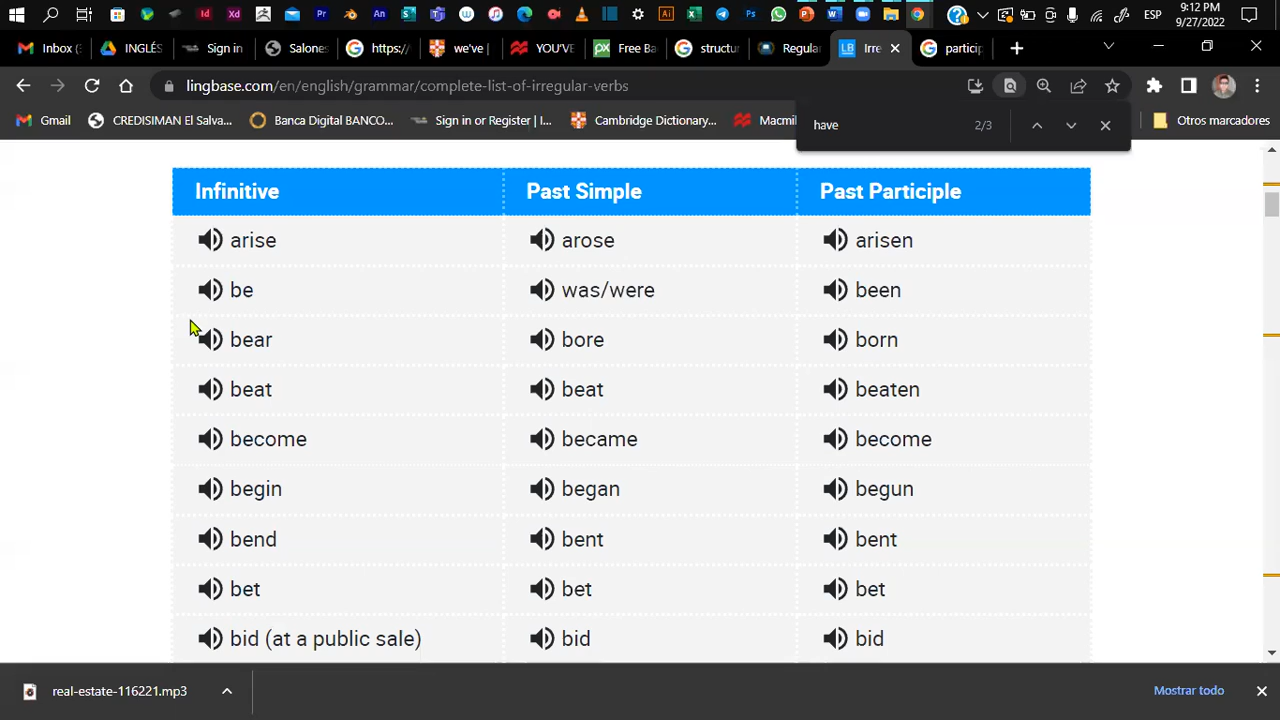 9:12 PM
ESP
9/27/2022
Inbox (
INGLÉS
Sign in
Salones
https:/
we've |
YOU'VE
Free Ba
structur
Regular
Irre
particip
lingbase.com/en/english/grammar/complete-list-of-irregular-verbs
Gmail
CREDISIMAN El Salva...
Banca Digital BANCO...
Sign in or Register | I...
Cambridge Dictionary...
Macmil
Otros marcadores
have
2/3
Infinitive Past Simple Past Participle
arise arose arisen
be was/were been
bear bore born
beat beat beaten
become became become
begin began begun
bend bent bent
bet bet bet
bid (at a public sale) bid bid
real-estate-116221.mp3
Mostrar todo